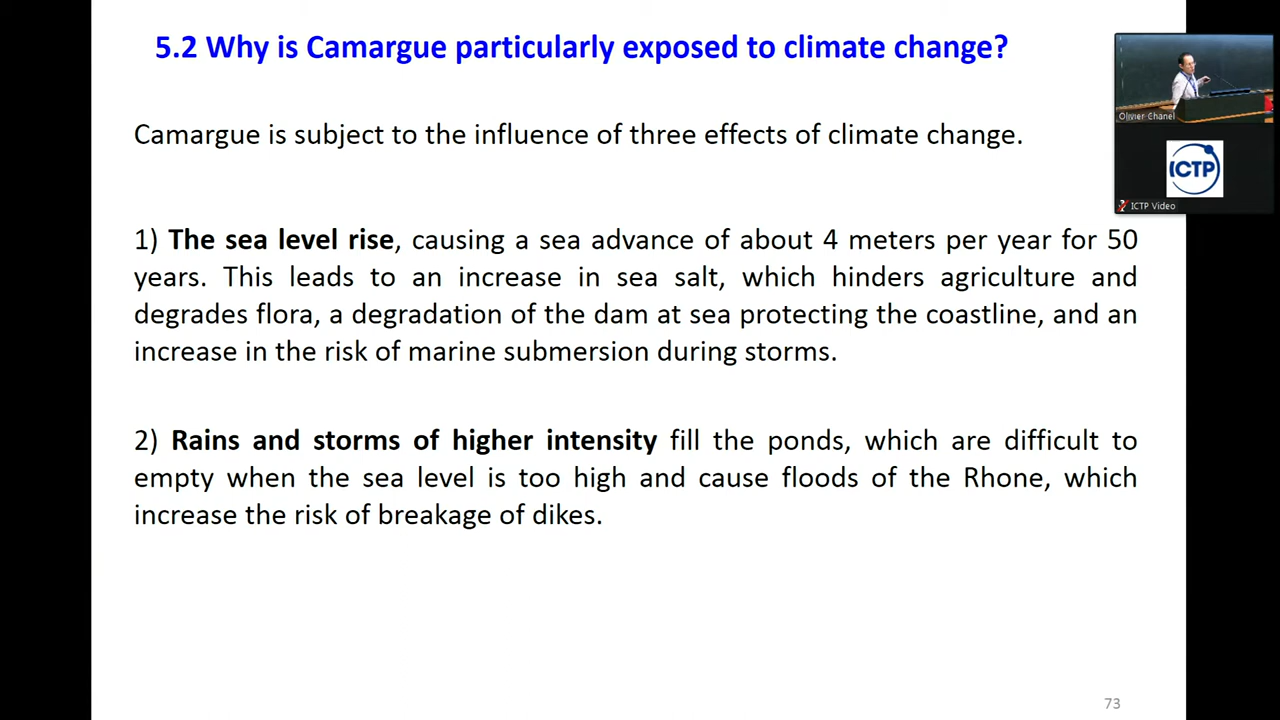 5.2 Why is Camargue particularly exposed to climate change?
Camargue is subject to the influence of three effects of climate change.
1) The sea level rise, causing a sea advance of about 4 meters per year for 50
years. This leads to an increase in sea salt, which hinders agriculture and
degrades flora, a degradation of the dam at sea protecting the coastline, and an
increase in the risk of marine submersion during storms.
2) Rains and storms of higher intensity fill the ponds, which are difficult to
empty when the sea level is too high and cause floods of the Rhone, which
increase the risk of breakage of dikes.
73
Olivier Chanel
ICTP
ICTP Video